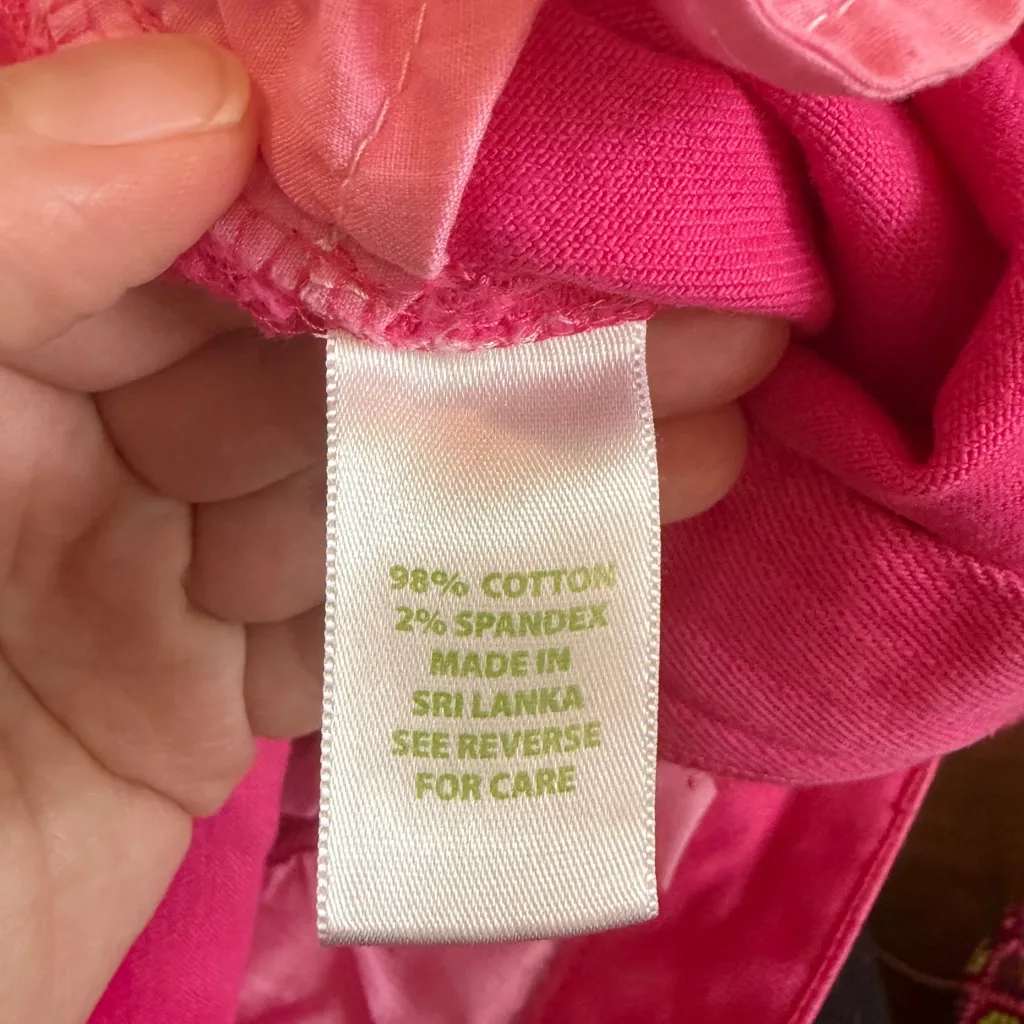 98% COTTON
2% SPANDEX
MADE IN
SRI LANKA
SEE REVERSE
FOR CARE